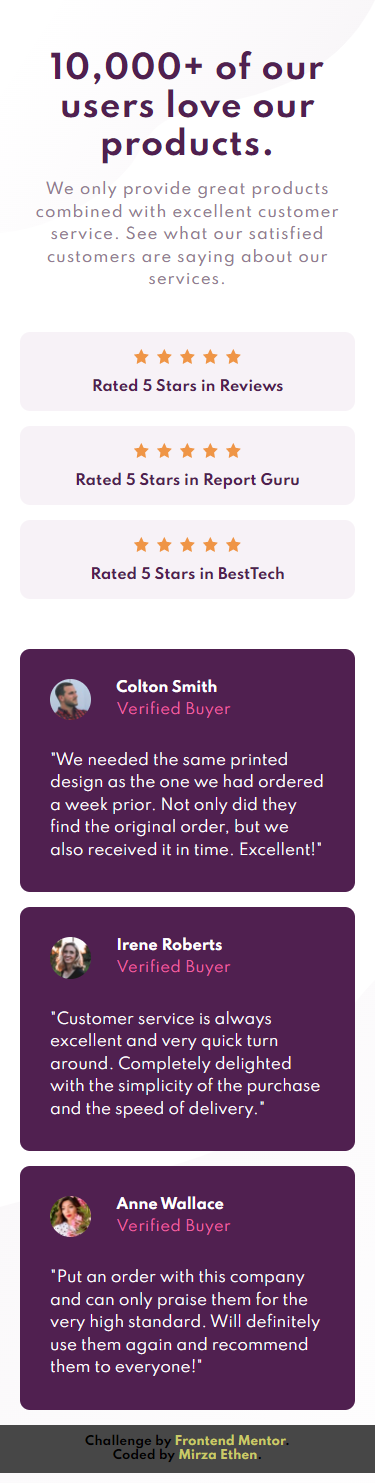 10,000+ of our
users love our
products.
We only provide great products
combined with excellent customer
service. See what our satisfied
customers are saying about our
services.
Rated 5 Stars in Reviews
Rated 5 Stars in Report Guru
Rated 5 Stars in BestTech
Colton Smith
Verified Buyer
"We needed the same printed
design as the one we had ordered
a week prior. Not only did they
find the original order, but we
also received it in time. Excellent!"
Irene Roberts
Verified Buyer
"Customer service is always
excellent and very quick turn
around. Completely delighted
with the simplicity of the purchase
and the speed of delivery."
Anne Wallace
Verified Buyer
"Put an order with this company
and can only praise them for the
very high standard. Will definitely
use them again and recommend
them to everyone!"
Challenge by Frontend Mentor.
Coded by Mirza Ethen.